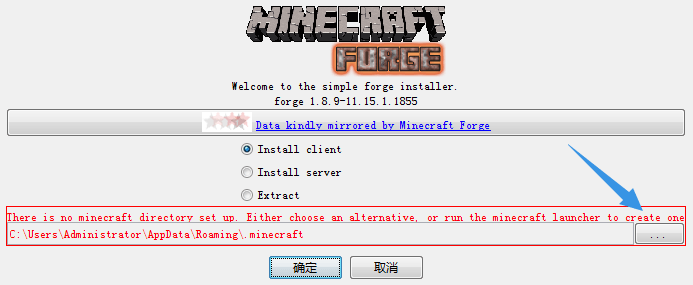 MINECRAFT
FORGE
Welcome to the simple forge installer.
forge 1.8.9-11.15.1.1855
Data kindly mirrored by Minecraft Forge
Install client
Install server
Extract
There is no minecraft directory set up. Either choose an alternative, or run the minecraft launcher to create one
C:\Users\Administrator\AppData\Roaming\.minecraft
...
确定 取消